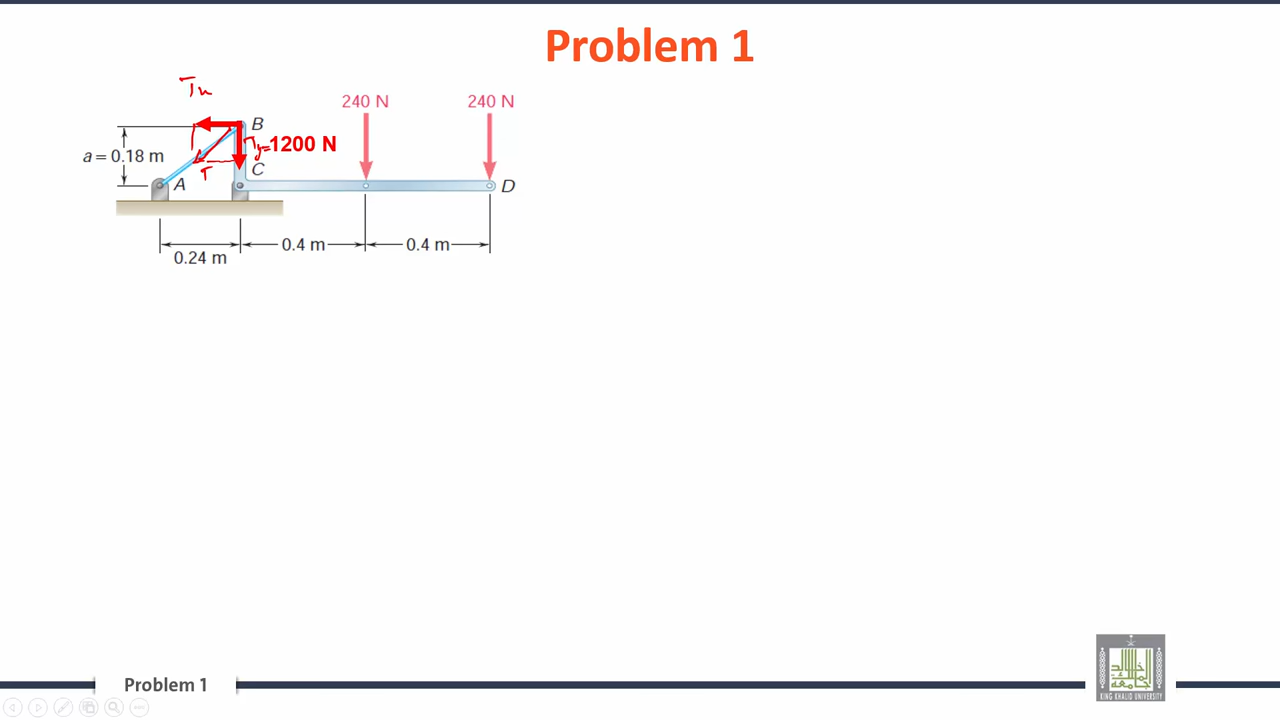 Problem 1
Tx
240 N
240 N
B
Ty=1200 N
a = 0.18 m
C
T
A
D
0.4 m
0.4 m
0.24 m
Problem 1
KING KHALID UNIVERSITY